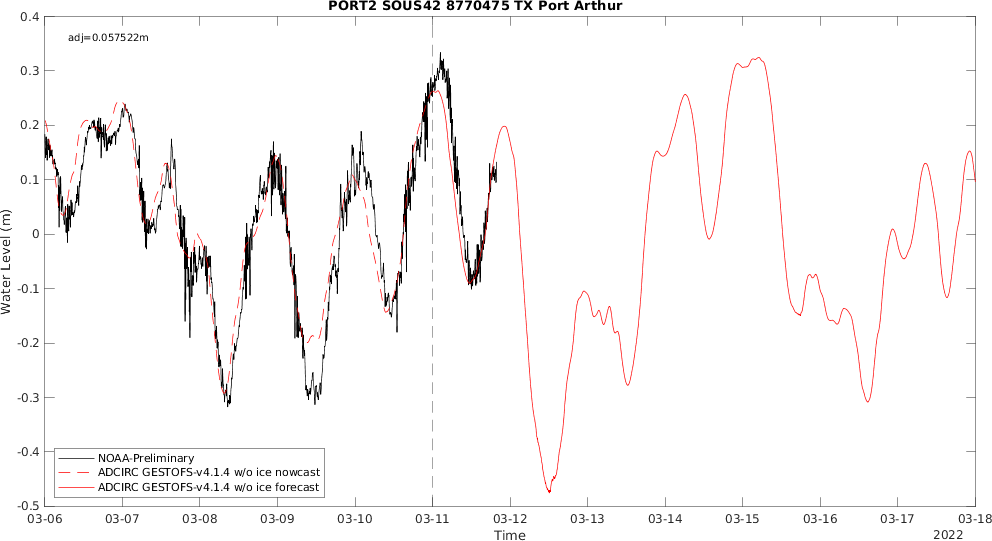 PORT2 SOUS42 8770475 TX Port Arthur
adj=0.057522m
Water Level (m)
0.4
0.3
0.2
0.1
0
-0.1
-0.2
-0.3
-0.4
-0.5
NOAA-Preliminary
ADCIRC GESTOFS-v4.1.4 w/o ice nowcast
ADCIRC GESTOFS-v4.1.4 w/o ice forecast
03-06 03-07 03-08 03-09 03-10 03-11 03-12 03-13 03-14 03-15 03-16 03-17 03-18
Time
2022